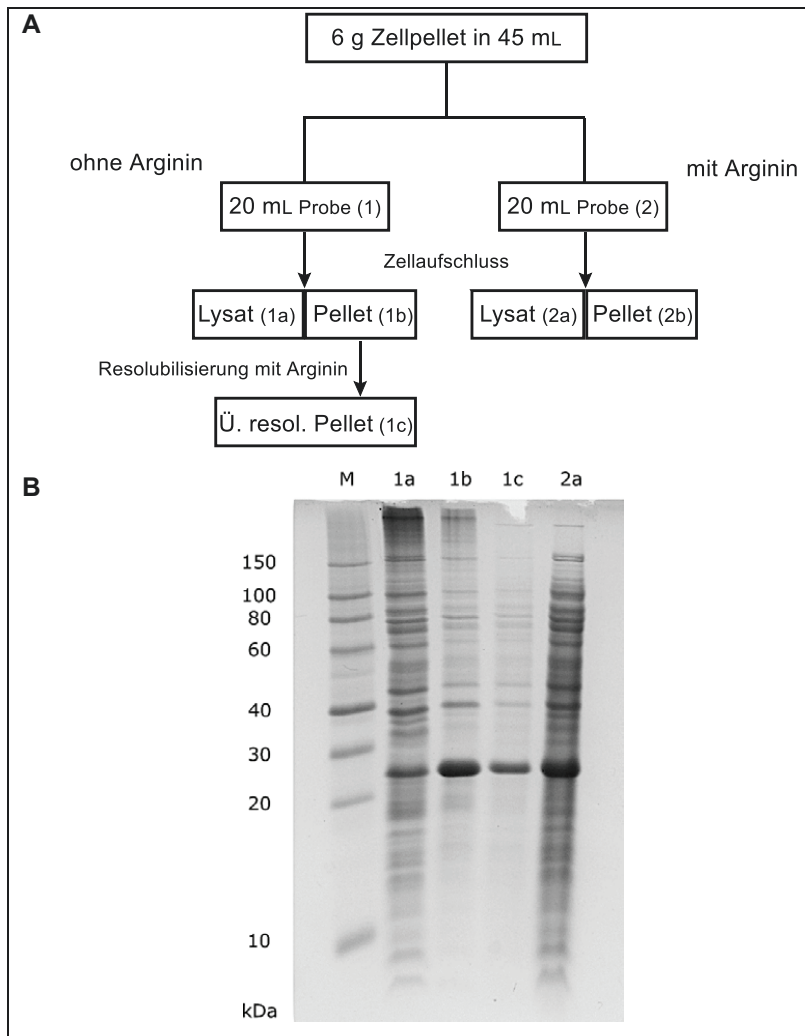 A
6 g Zellpellet in 45 mL
ohne Arginin
mit Arginin
20 mL Probe (1)
20 mL Probe (2)
Zellaufschluss
Lysat (1a)
Pellet (1b)
Lysat (2a)
Pellet (2b)
Resolubilisierung mit Arginin
Ü. resol. Pellet (1c)
B
M 1a 1b 1c 2a
150
100
80
60
40
30
20
10
kDa